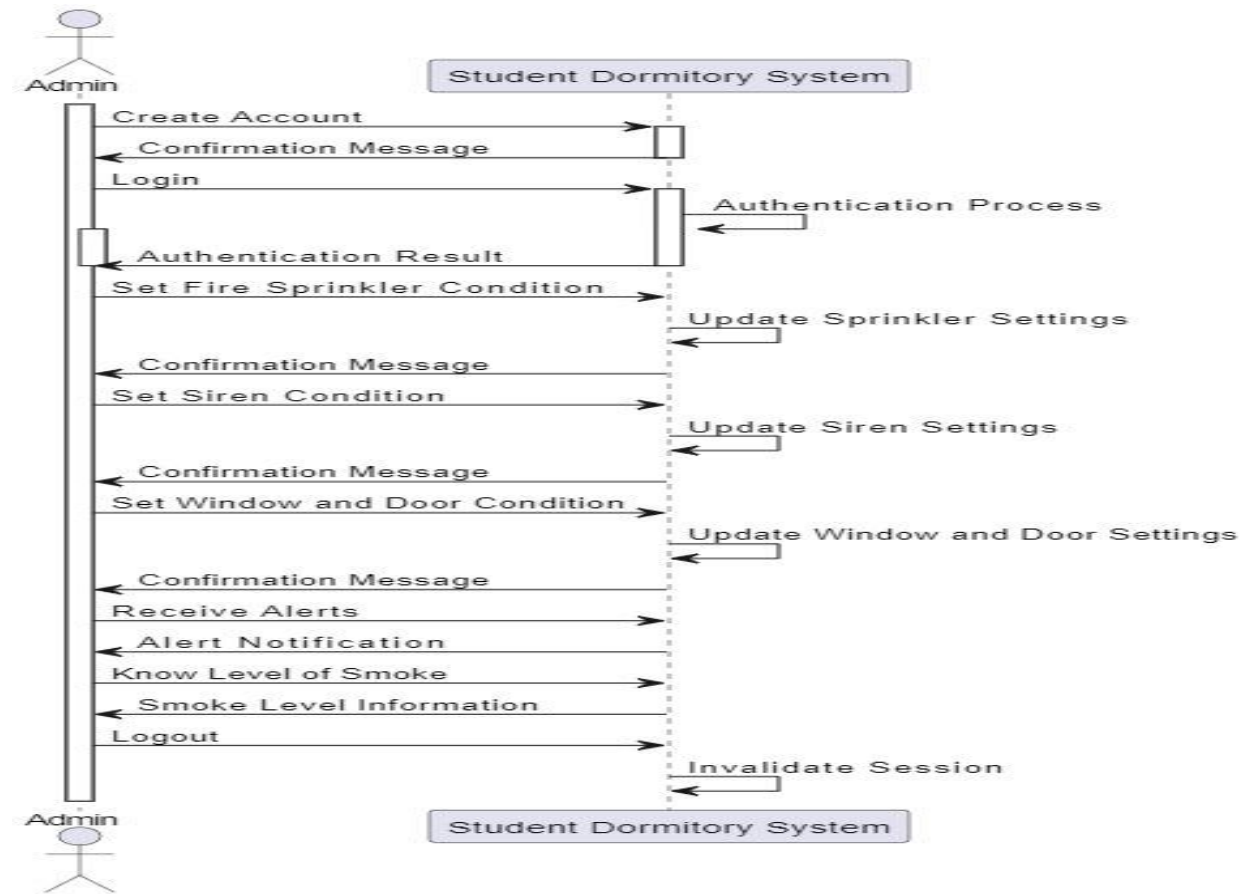 Admin
Student Dormitory System
Create Account
Confirmation Message
Login
Authentication Process
Authentication Result
Set Fire Sprinkler Condition
Update Sprinkler Settings
Confirmation Message
Set Siren Condition
Update Siren Settings
Confirmation Message
Set Window and Door Condition
Update Window and Door Settings
Confirmation Message
Receive Alerts
Alert Notification
Know Level of Smoke
Smoke Level Information
Logout
Invalidate Session
Admin
Student Dormitory System